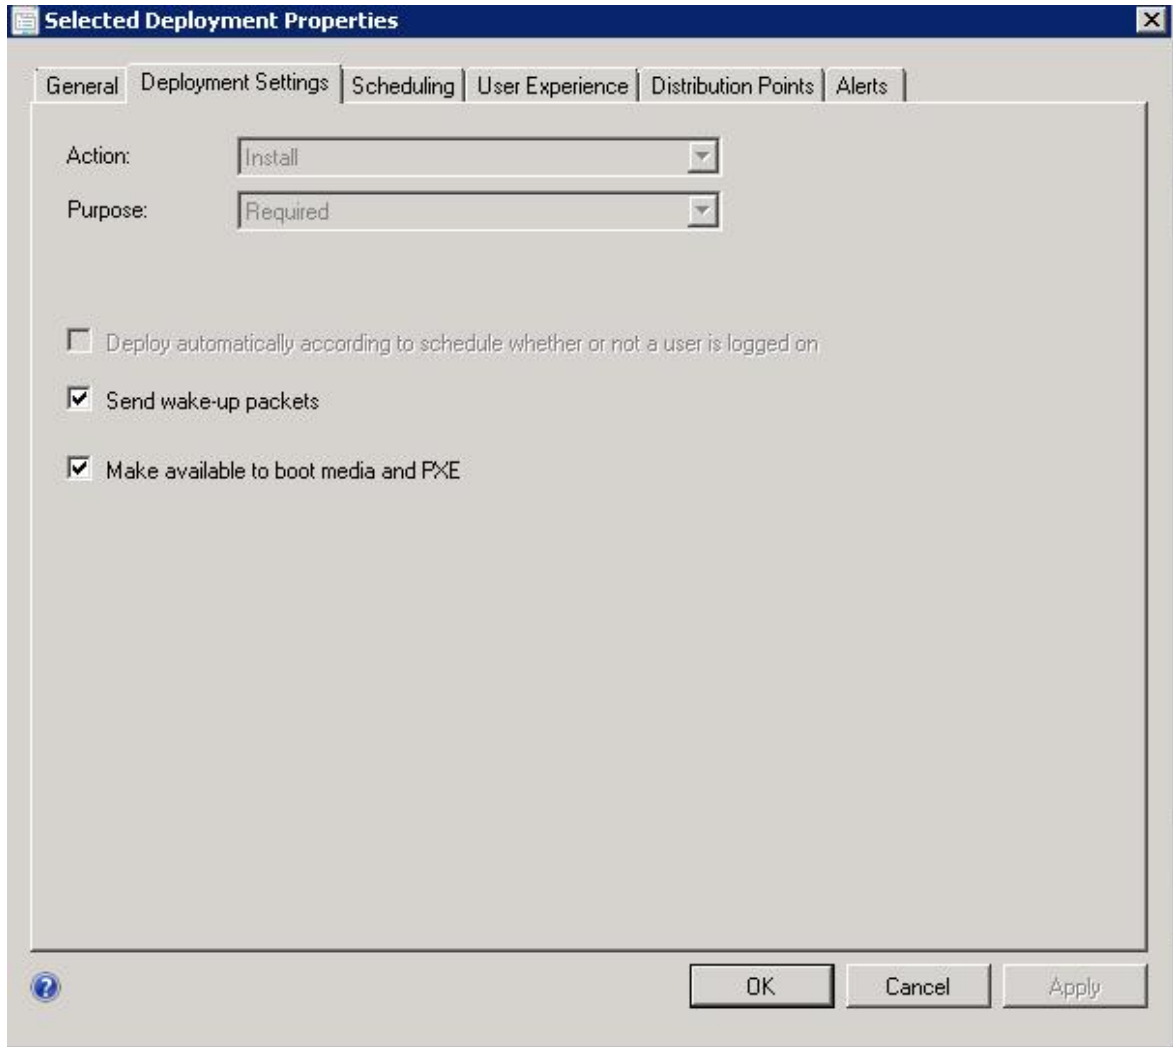 Selected Deployment Properties
General Deployment Settings Scheduling User Experience Distribution Points Alerts
Action: Install
Purpose: Required
Deploy automatically according to schedule whether or not a user is logged on
Send wake-up packets
Make available to boot media and PXE
OK Cancel Apply